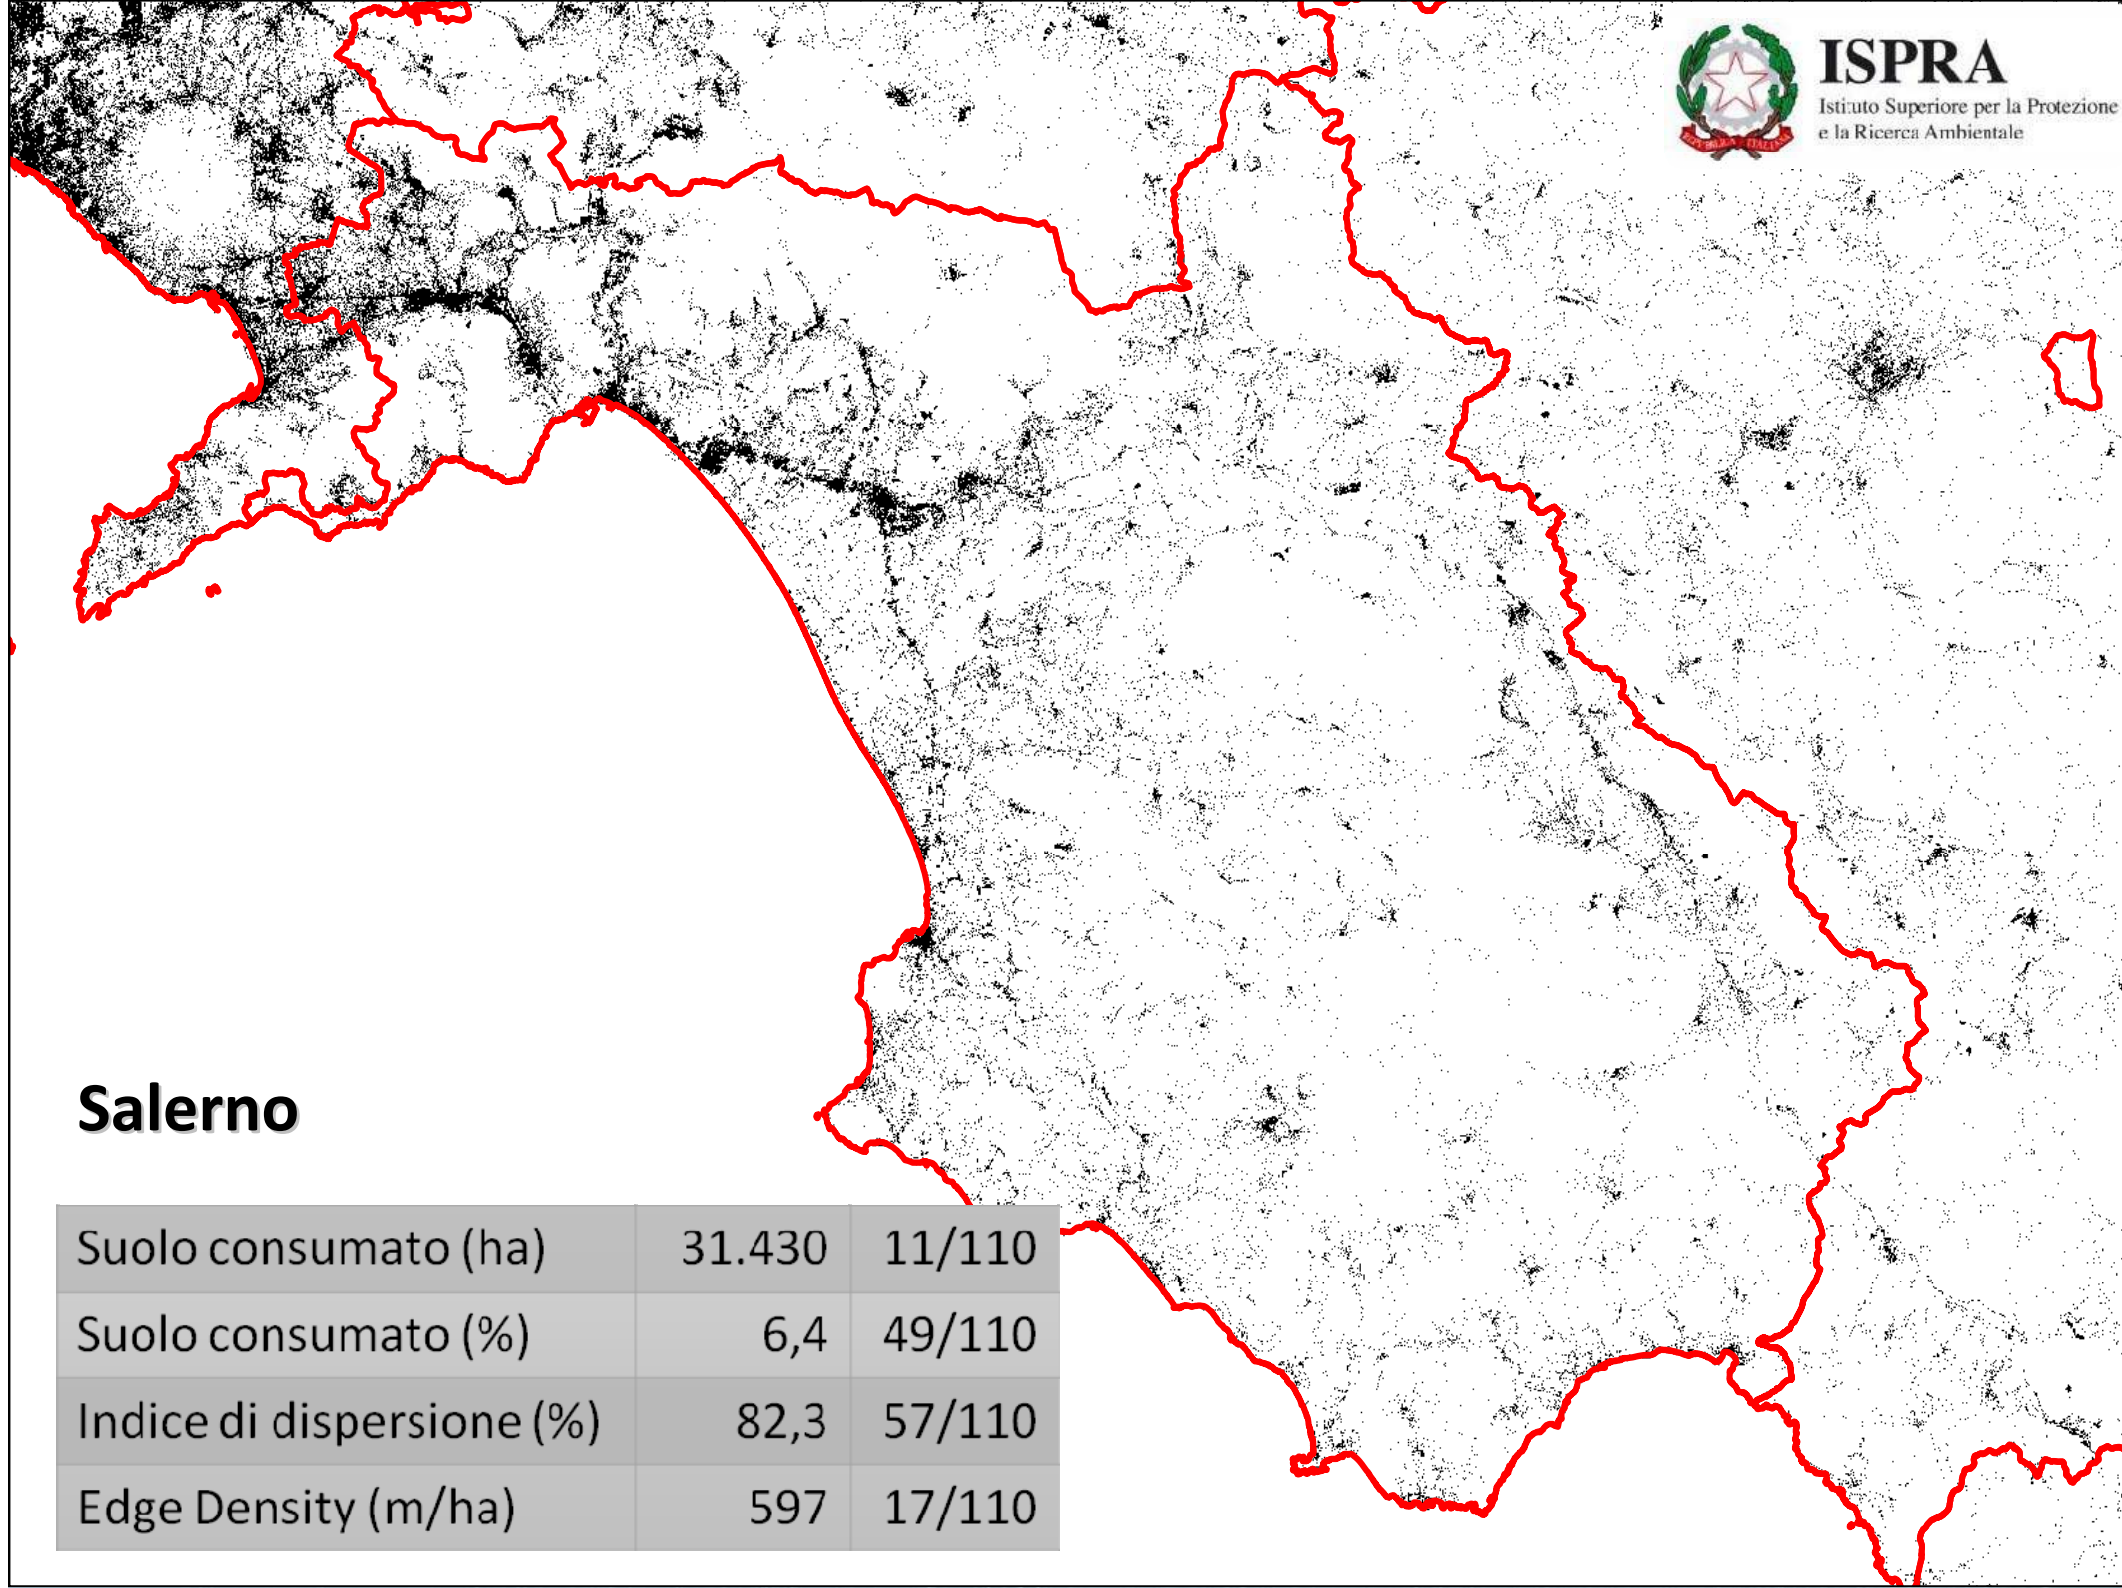 ISPRA
Istituto Superiore per la Protezione
e la Ricerca Ambientale
Salerno
Suolo consumato (ha) 31.430 11/110
Suolo consumato (%) 6,4 49/110
Indice di dispersione (%) 82,3 57/110
Edge Density (m/ha) 597 17/110